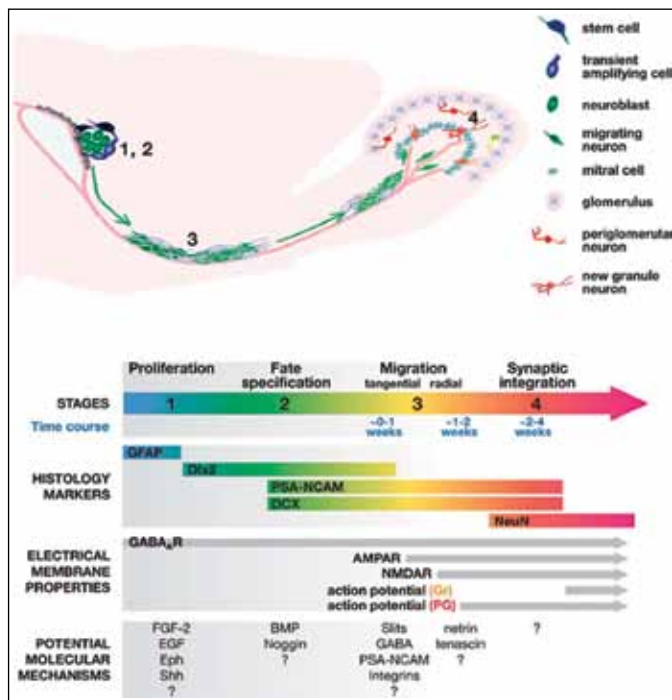 stem cell
transient
amplifying cell
neuroblast
migrating
neuron
mitral cell
glomerulus
periglomerular
neuron
new granule
neuron
1, 2
3
4
Proliferation
Fate
specification
Migration
tangential radial
Synaptic
integration
STAGES
1
2
3
4
Time course
~0-1
weeks
~1-2
weeks
~2-4
weeks
HISTOLOGY
MARKERS
GFAP
Dlx2
PSA-NCAM
DCX
NeuN
ELECTRICAL
MEMBRANE
PROPERTIES
GABAAR
AMPAR
NMDAR
action potential (Gr)
action potential (PG)
POTENTIAL
MOLECULAR
MECHANISMS
FGF-2
EGF
Eph
Shh
?
BMP
Noggin
?
Slits
GABA
PSA-NCAM
Integrins
?
netrin
tenascin
?
?